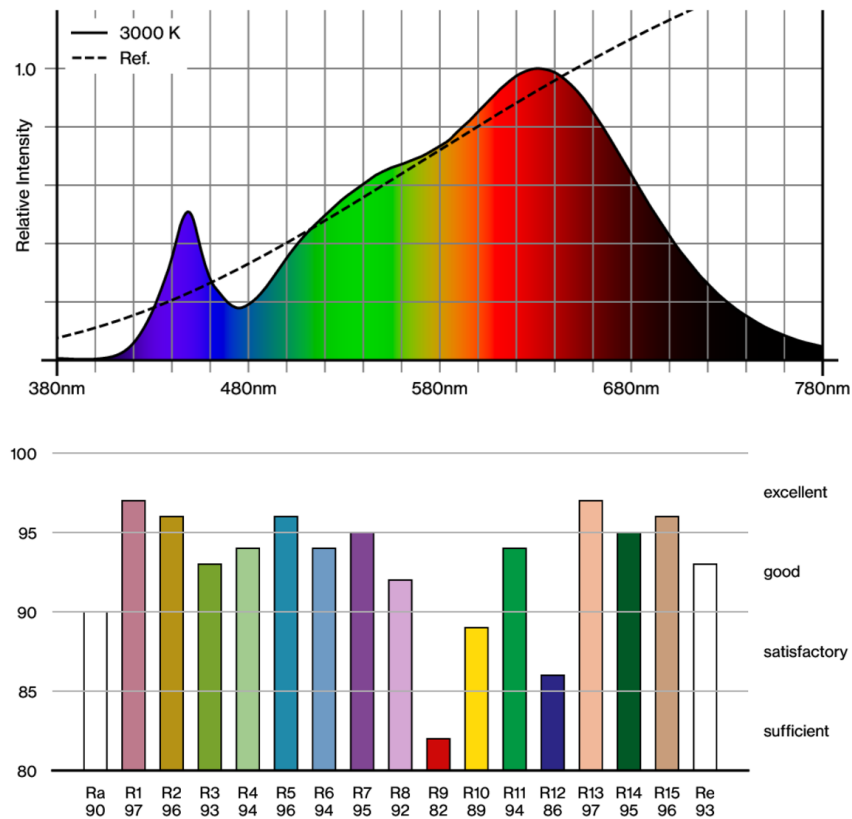 3000 K
Ref.
1.0
Relative Intensity
380nm 480nm 580nm 680nm 780nm
100
excellent
95
good
90
satisfactory
85
sufficient
80
Ra R1 R2 R3 R4 R5 R6 R7 R8 R9 R10 R11 R12 R13 R14 R15 Re
90 97 96 93 94 96 94 95 92 82 89 94 86 97 95 96 93